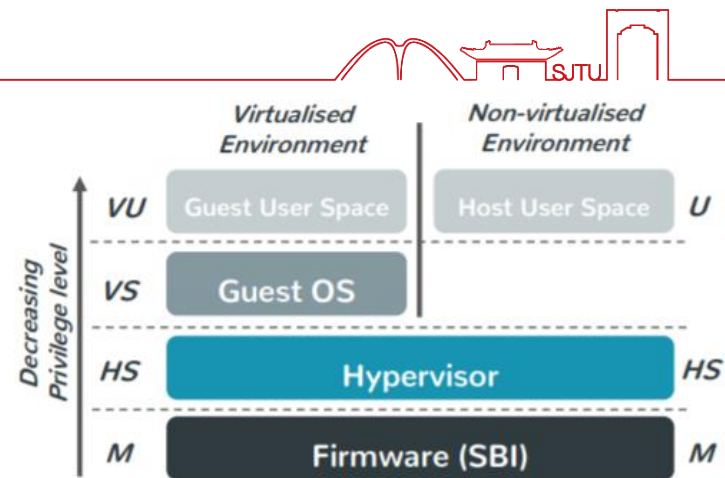 SJTU
Virtualised
Environment
Non-virtualised
Environment
Decreasing
Privilege level
VU
Guest User Space
Host User Space
U
VS
Guest OS
HS
Hypervisor
HS
M
Firmware (SBI)
M